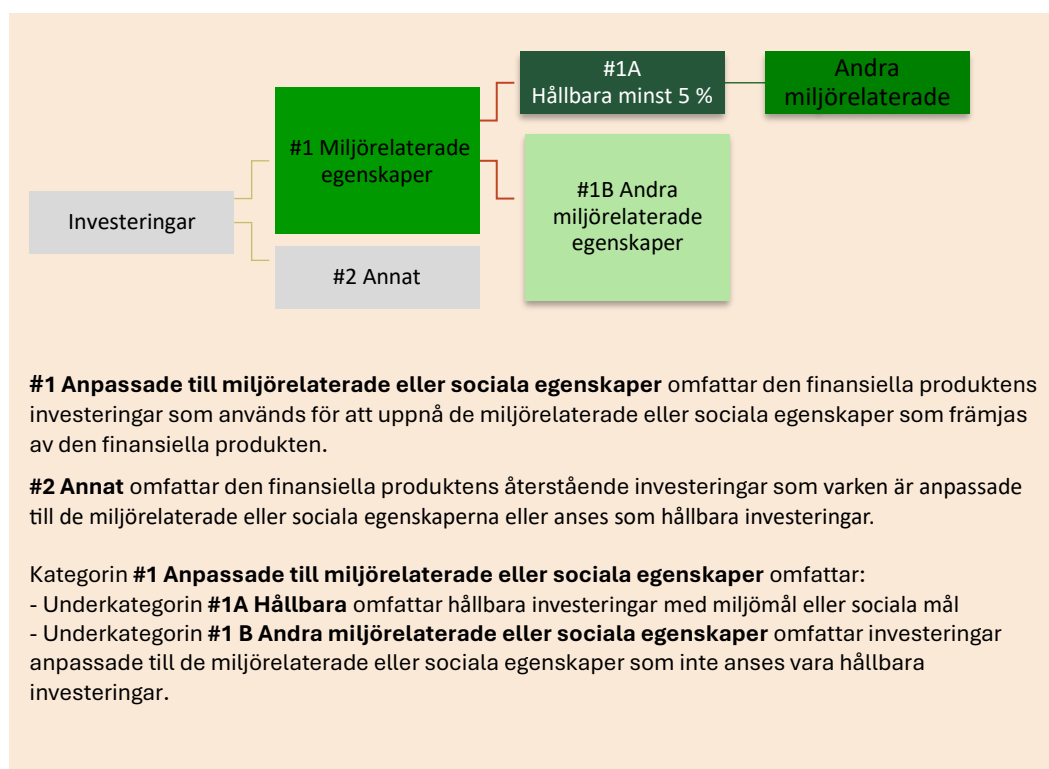 #1A
Hållbara minst 5 %
Andra
miljörelaterade
#1 Miljörelaterade
egenskaper
#1B Andra
miljörelaterade
egenskaper
Investeringar
#2 Annat
#1 Anpassade till miljörelaterade eller sociala egenskaper omfattar den finansiella produktens
investeringar som används för att uppnå de miljörelaterade eller sociala egenskaper som främjas
av den finansiella produkten.
#2 Annat omfattar den finansiella produktens återstående investeringar som varken är anpassade
till de miljörelaterade eller sociala egenskaperna eller anses som hållbara investeringar.
Kategorin #1 Anpassade till miljörelaterade eller sociala egenskaper omfattar:
- Underkategorin #1A Hållbara omfattar hållbara investeringar med miljömål eller sociala mål
- Underkategorin #1 B Andra miljörelaterade eller sociala egenskaper omfattar investeringar
anpassade till de miljörelaterade eller sociala egenskaper som inte anses vara hållbara
investeringar.